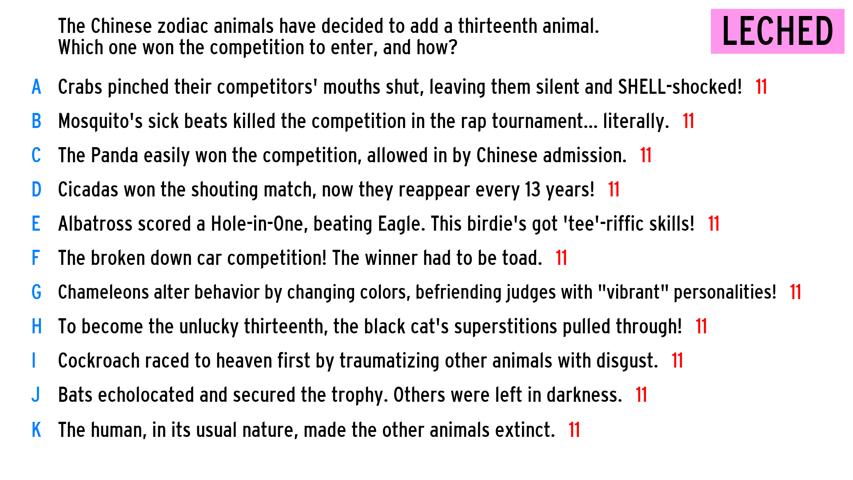 The Chinese zodiac animals have decided to add a thirteenth animal.
Which one won the competition to enter, and how?
LECHED
A Crabs pinched their competitors' mouths shut, leaving them silent and SHELL-shocked! 11
B Mosquito's sick beats killed the competition in the rap tournament... literally. 11
C The Panda easily won the competition, allowed in by Chinese admission. 11
D Cicadas won the shouting match, now they reappear every 13 years! 11
E Albatross scored a Hole-in-One, beating Eagle. This birdie's got 'tee'-riffic skills! 11
F The broken down car competition! The winner had to be toad. 11
G Chameleons alter behavior by changing colors, befriending judges with "vibrant" personalities! 11
H To become the unlucky thirteenth, the black cat's superstitions pulled through! 11
I Cockroach raced to heaven first by traumatizing other animals with disgust. 11
J Bats echolocated and secured the trophy. Others were left in darkness. 11
K The human, in its usual nature, made the other animals extinct. 11